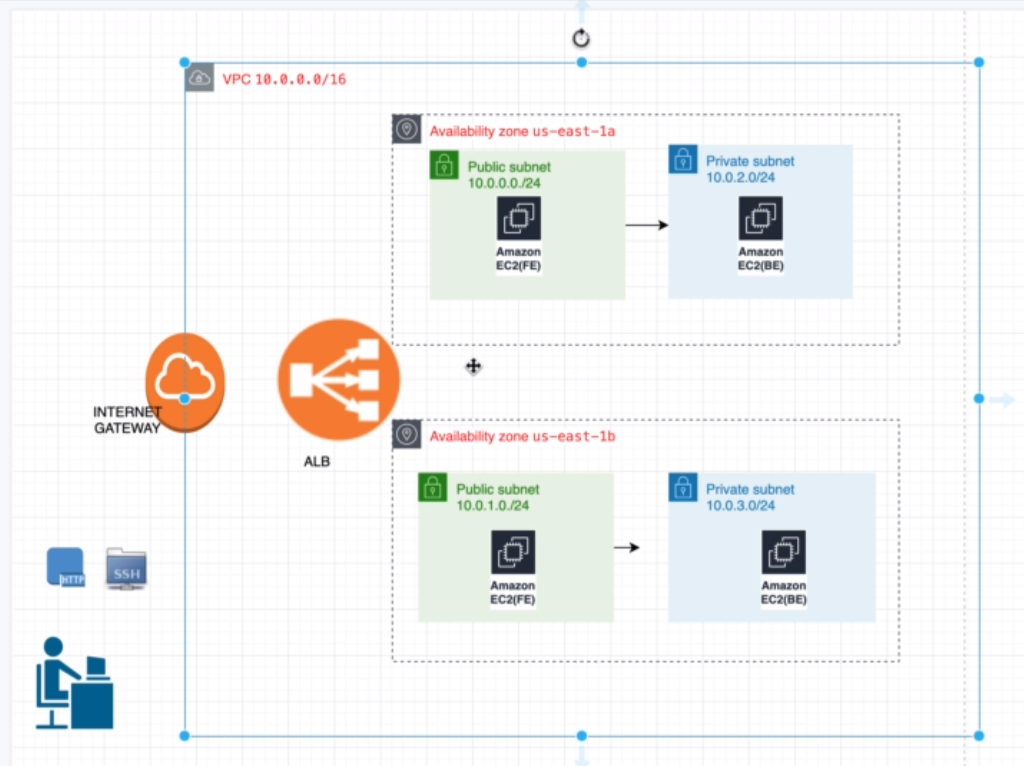 VPC 10.0.0.0/16
Availability zone us-east-1a
Public subnet
10.0.0.0./24
Amazon
EC2(FE)
Private subnet
10.0.2.0/24
Amazon
EC2(BE)
INTERNET
GATEWAY
ALB
Availability zone us-east-1b
Public subnet
10.0.1.0./24
Amazon
EC2(FE)
Private subnet
10.0.3.0/24
Amazon
EC2(BE)
HTTP
SSH